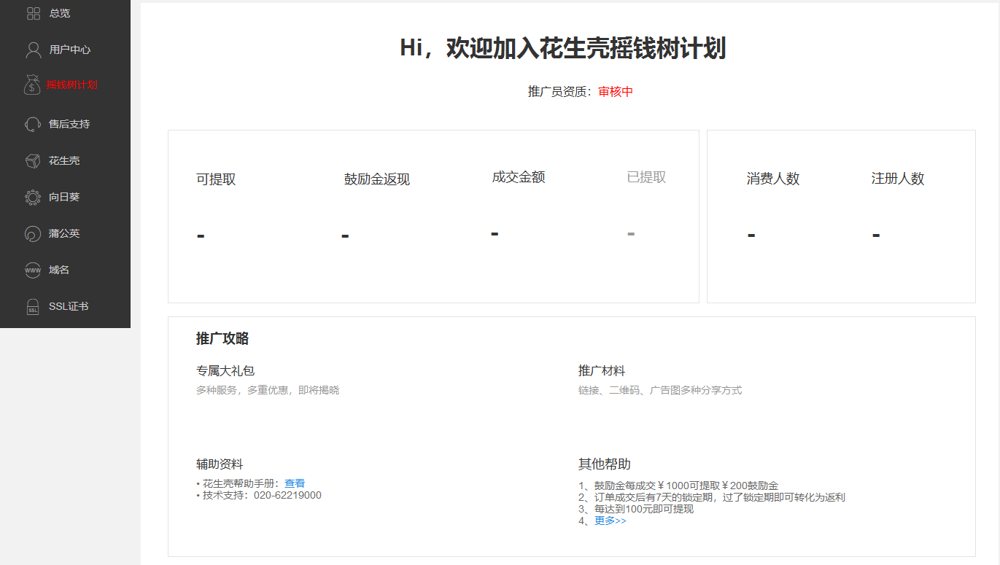 总览
用户中心
摇钱树计划
售后支持
花生壳
向日葵
蒲公英
www
域名
SSL
SSL证书
Hi，欢迎加入花生壳摇钱树计划
推广员资质：审核中
可提取 鼓励金返现 成交金额 已提取
- - - -
消费人数 注册人数
- -
推广攻略
专属大礼包
多种服务，多重优惠，即将揭晓
推广材料
链接、二维码、广告图多种分享方式
辅助资料
• 花生壳帮助手册：查看
• 技术支持：020-62219000
其他帮助
1、鼓励金每成交￥1000可提取￥200鼓励金
2、订单成交后有7天的锁定期，过了锁定期即可转化为返利
3、每达到100元即可提现
4、更多>>